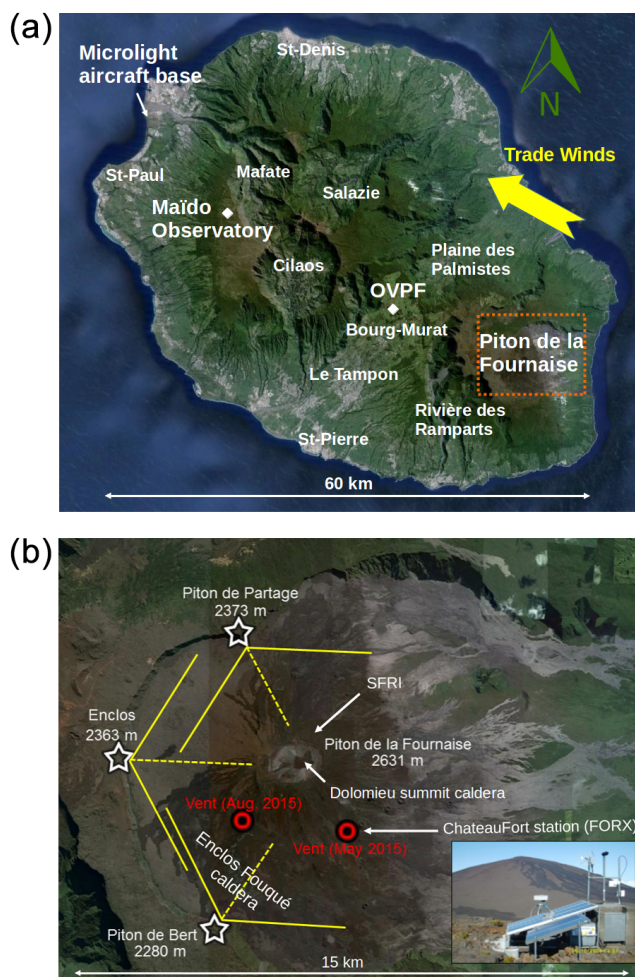 (a)
St-Denis
Microlight
aircraft base
N
Trade Winds
St-Paul
Mafate
Salazie
Maïdo
Observatory
Cilaos
Plaine des
Palmistes
OVPF
Bourg-Murat
Piton de la
Fournaise
Le Tampon
Rivière des
Ramparts
St-Pierre
60 km
(b)
Piton de Partage
2373 m
SFRI
Enclos
2363 m
Piton de la Fournaise
2631 m
Dolomieu summit caldera
Vent (Aug. 2015)
ChateauFort station (FORX)
Vent (May 2015)
Enclos Fouqué
caldera
Piton de Bert
2280 m
15 km